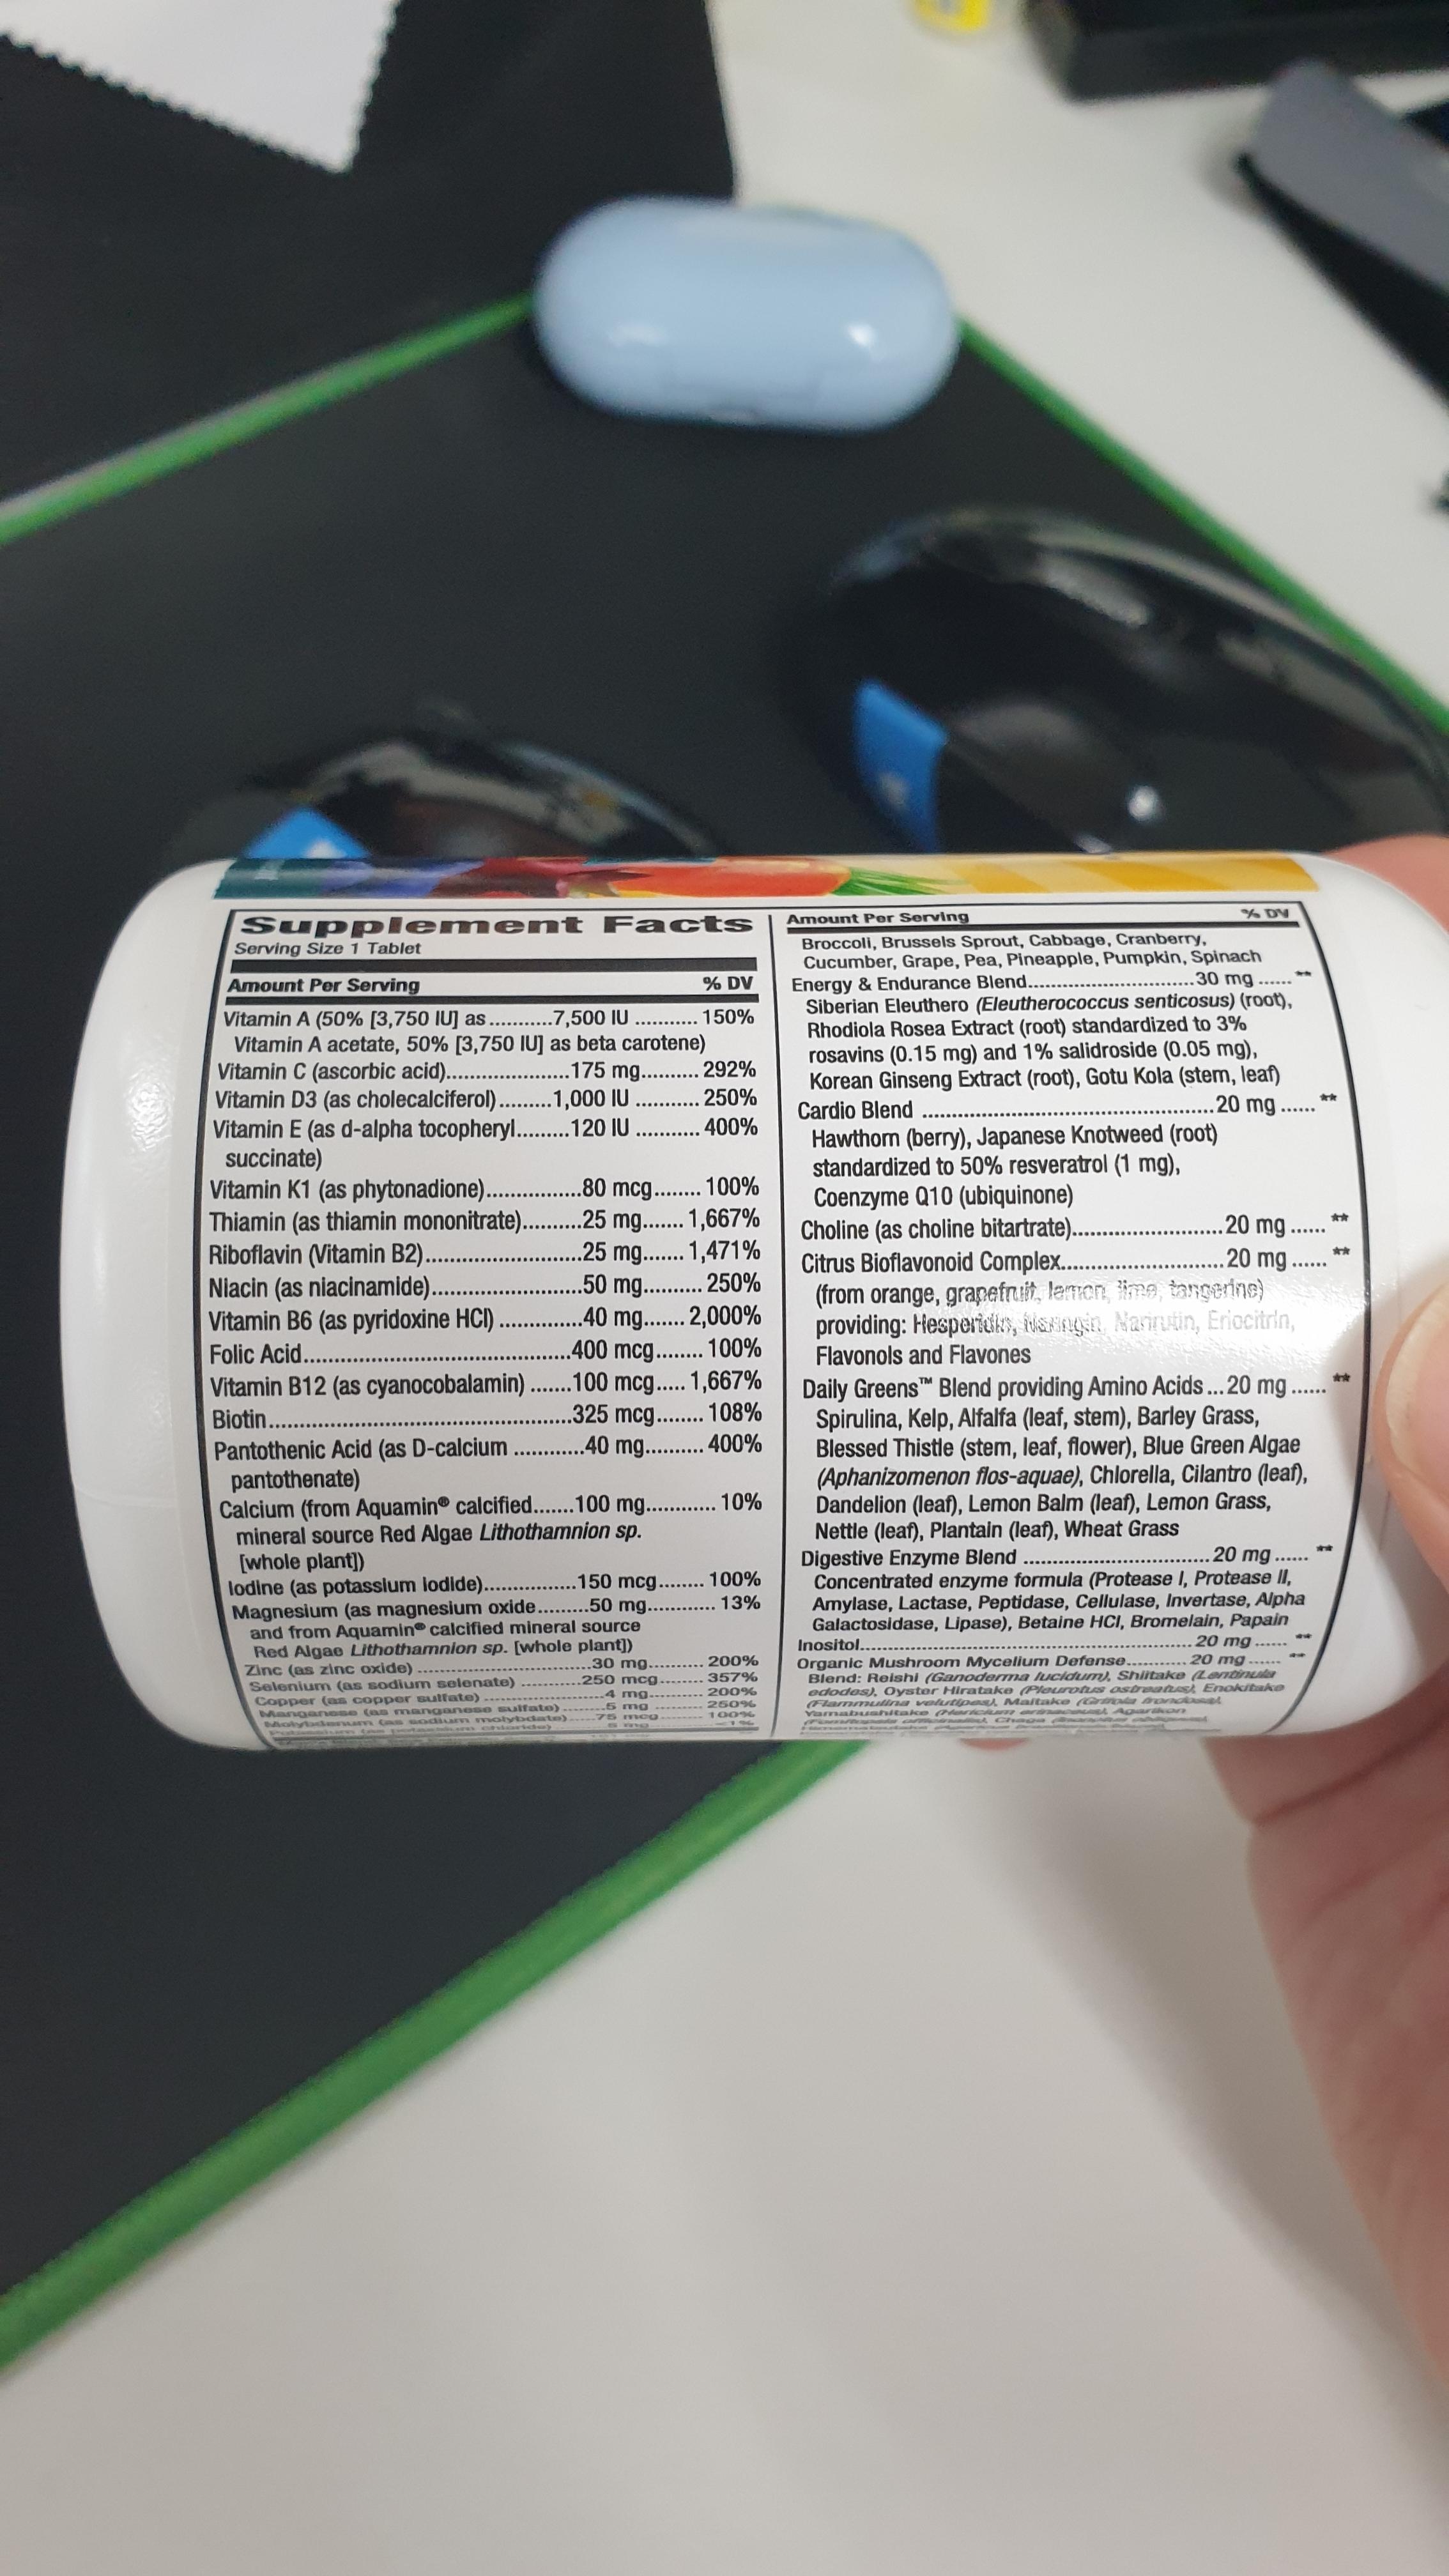 Supplement Facts
Serving Size 1 Tablet
Amount Per Serving % DV
Vitamin A (50% [3,750 IU] as...........7,500 IU ........... 150%
Vitamin A acetate, 50% [3,750 IU] as beta carotene)
Vitamin C (ascorbic acid)......................175 mg.......... 292%
Vitamin D3 (as cholecalciferol).........1,000 IU ........... 250%
Vitamin E (as d-alpha tocopheryl.........120 IU ........... 400%
succinate)
Vitamin K1 (as phytonadione).................80 mcg........ 100%
Thiamin (as thiamin mononitrate)..........25 mg....... 1,667%
Riboflavin (Vitamin B2)............................25 mg....... 1,471%
Niacin (as niacinamide)...........................50 mg.......... 250%
Vitamin B6 (as pyridoxine HCl) ...............40 mg....... 2,000%
Folic Acid................................................400 mcg........ 100%
Vitamin B12 (as cyanocobalamin) .......100 mcg..... 1,667%
Biotin......................................................325 mcg........ 108%
Pantothenic Acid (as D-calcium ............40 mg.......... 400%
pantothenate)
Calcium (from Aquamin® calcified.......100 mg............ 10%
mineral source Red Algae Lithothamnion sp.
[whole plant])
Iodine (as potassium iodide)................150 mcg........ 100%
Magnesium (as magnesium oxide.........50 mg............ 13%
and from Aquamin® calcified mineral source
Red Algae Lithothamnion sp. [whole plant])
Zinc (as zinc oxide) ...............................30 mg.......... 200%
Selenium (as sodium selenate) ...........250 mcg........ 357%
Copper (as copper sulfate) .....................4 mg.......... 200%
Manganese (as manganese sulfate) ........5 mg .......... 250%
Molybdenum (as sodium molybdate).....75 mcg ......... 100%
Potassium (as potassium chloride)
Amount Per Serving % DV
Broccoli, Brussels Sprout, Cabbage, Cranberry,
Cucumber, Grape, Pea, Pineapple, Pumpkin, Spinach
Energy & Endurance Blend..............................30 mg ...... **
Siberian Eleuthero (Eleutherococcus senticosus) (root),
Rhodiola Rosea Extract (root) standardized to 3%
rosavins (0.15 mg) and 1% salidroside (0.05 mg),
Korean Ginseng Extract (root), Gotu Kola (stem, leaf)
Cardio Blend ..................................................20 mg ...... **
Hawthorn (berry), Japanese Knotweed (root)
standardized to 50% resveratrol (1 mg),
Coenzyme Q10 (ubiquinone)
Choline (as choline bitartrate)..........................20 mg ...... **
Citrus Bioflavonoid Complex............................20 mg ...... **
(from orange, grapefruit, lemon, lime, tangerine)
providing: Hesperidin, Naringin, Narirutin, Eriocitrin,
Flavonols and Flavones
Daily Greens™ Blend providing Amino Acids ...20 mg ...... **
Spirulina, Kelp, Alfalfa (leaf, stem), Barley Grass,
Blessed Thistle (stem, leaf, flower), Blue Green Algae
(Aphanizomenon flos-aquae), Chlorella, Cilantro (leaf),
Dandelion (leaf), Lemon Balm (leaf), Lemon Grass,
Nettle (leaf), Plantain (leaf), Wheat Grass
Digestive Enzyme Blend ................................20 mg ...... **
Concentrated enzyme formula (Protease I, Protease II,
Amylase, Lactase, Peptidase, Cellulase, Invertase, Alpha
Galactosidase, Lipase), Betaine HCl, Bromelain, Papain
Inositol.......................................................... 20 mg ...... **
Organic Mushroom Mycelium Defense.......... 20 mg ...... **
Blend: Reishi (Ganoderma lucidum), Shiitake (Lentinula
edodes), Oyster Hiratake (Pleurotus ostreatus), Enokitake
(Flammulina velutipes), Maitake (Grifola frondosa),
Yamabushitake (Hericium erinaceus), Agarikon